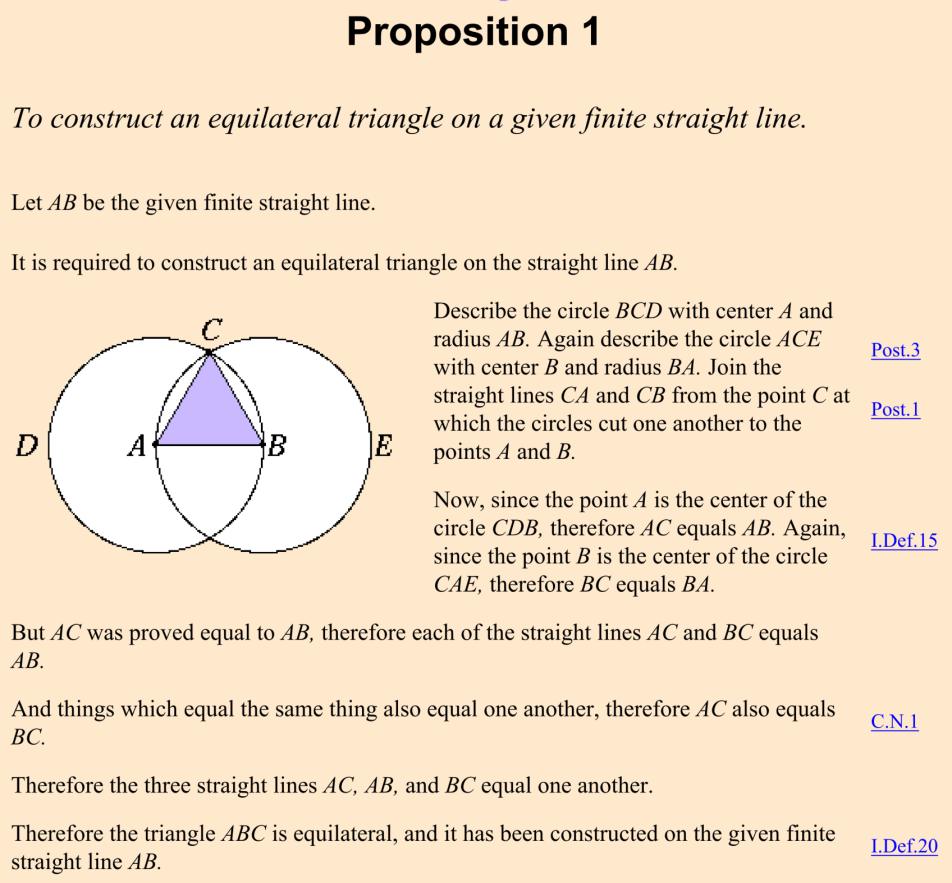 Proposition 1
To construct an equilateral triangle on a given finite straight line.
Let AB be the given finite straight line.
It is required to construct an equilateral triangle on the straight line AB.
C
D
A
B
E
Describe the circle BCD with center A and
radius AB. Again describe the circle ACE
with center B and radius BA. Join the
straight lines CA and CB from the point C at
which the circles cut one another to the
points A and B.
Post.3
Post.1
Now, since the point A is the center of the
circle CDB, therefore AC equals AB. Again,
since the point B is the center of the circle
CAE, therefore BC equals BA.
I.Def.15
But AC was proved equal to AB, therefore each of the straight lines AC and BC equals
AB.
And things which equal the same thing also equal one another, therefore AC also equals
BC.
C.N.1
Therefore the three straight lines AC, AB, and BC equal one another.
Therefore the triangle ABC is equilateral, and it has been constructed on the given finite
straight line AB.
I.Def.20